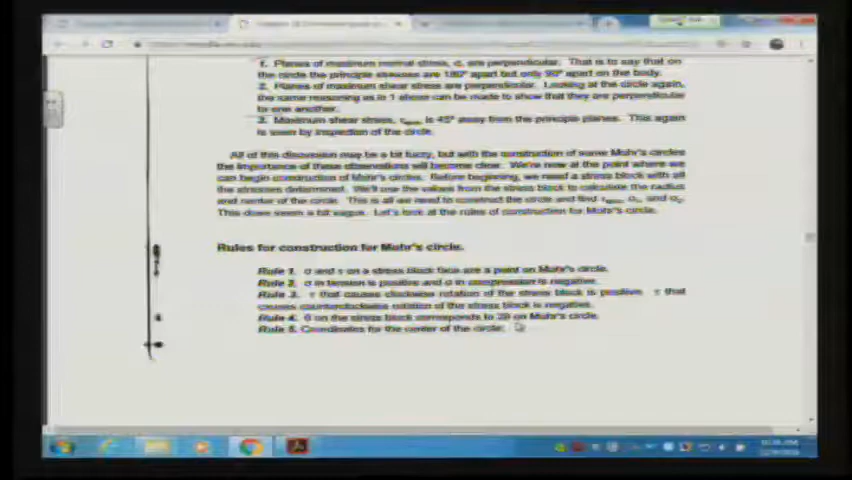 1. Planes of maximum normal stress, σ, are perpendicular. That is to say that on
the circle the principle stresses are 180° apart but only 90° apart on the body.
2. Planes of maximum shear stress are perpendicular. Looking at the circle again,
the same reasoning as in 1 above can be made to show that they are perpendicular
to one another.
3. Maximum shear stress, τ is 45° away from the principle planes. This again
is seen by inspection of the circle.
All of this discussion may be a bit fuzzy, but with the construction of some Mohr's circles
the importance of these observations will become clear. We're now at the point where we
can begin construction of Mohr's circles. Before beginning, we need a stress block with all
the stresses determined. We'll use the values from the stress block to calculate the radius
and center of the circle. This is all we need to construct the circle and find τ, σ, and σ.
This does seem a bit vague. Let's look at the rules of construction for Mohr's circle.
Rules for construction for Mohr's circle.
Rule 1. σ and τ on a stress block face are a point on Mohr's circle.
Rule 2. σ in tension is positive and σ in compression is negative.
Rule 3. τ that causes clockwise rotation of the stress block is positive. τ that
causes counterclockwise rotation of the stress block is negative.
Rule 4. θ on the stress block corresponds to 2θ on Mohr's circle.
Rule 5. Coordinates for the center of the circle: